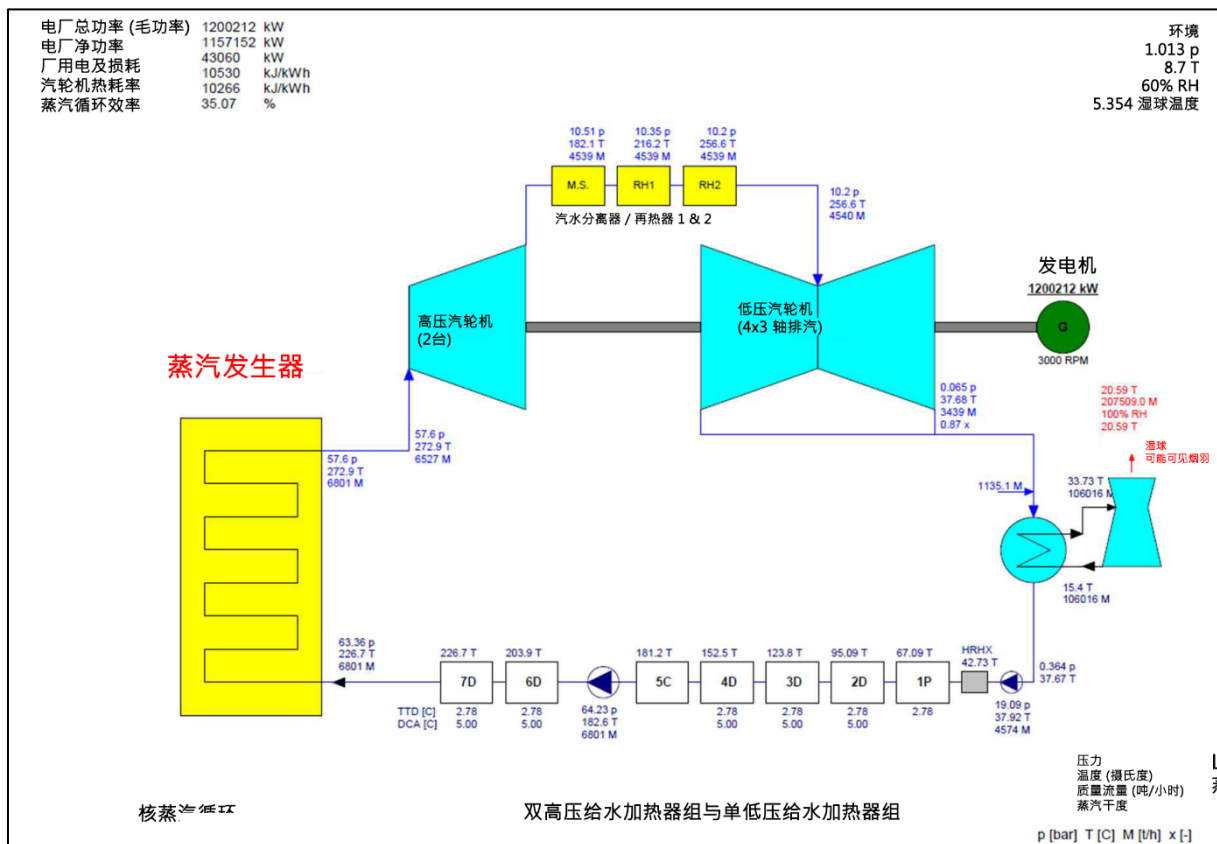 电厂总功率 (毛功率) 1200212 kW
电厂净功率 1157152 kW
厂用电及损耗 43060 kW
汽轮机热耗率 10530 kJ/kWh
10266 kJ/kWh
蒸汽循环效率 35.07 %
环境
1.013 p
8.7 T
60% RH
5.354 湿球温度
10.51 p
182.1 T
4539 M
10.35 p
216.2 T
4539 M
10.2 p
256.6 T
4539 M
M.S.
RH1
RH2
汽水分离器 / 再热器 1 & 2
10.2 p
256.6 T
4540 M
高压汽轮机
(2台)
低压汽轮机
(4x3 轴排汽)
发电机
1200212 kW
G
3000 RPM
蒸汽发生器
57.6 p
272.9 T
6801 M
57.6 p
272.9 T
6527 M
0.065 p
37.68 T
3439 M
0.87 x
20.59 T
207509.0 M
100% RH
20.59 T
湿球
可能可见烟羽
1135.1 M
33.73 T
106016 M
15.4 T
106016 M
0.364 p
37.67 T
19.09 p
37.92 T
4574 M
HRHX
42.73 T
63.36 p
226.7 T
6801 M
226.7 T
203.9 T
181.2 T
152.5 T
123.8 T
95.09 T
67.09 T
7D
6D
5C
4D
3D
2D
1P
TTD [C] 2.78 2.78 2.78 2.78 2.78 2.78
DCA [C] 5.00 5.00 5.00 5.00 5.00
64.23 p
182.6 T
6801 M
核蒸汽循环
双高压给水加热器组与单低压给水加热器组
压力
温度 (摄氏度)
质量流量 (吨/小时)
蒸汽干度
p [bar] T [C] M [t/h] x [-]